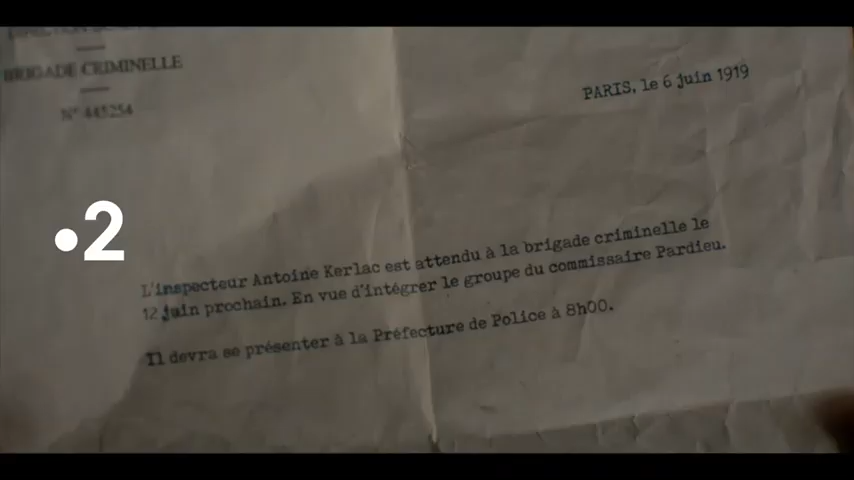 BRIGADE CRIMINELLE
N° 445254
PARIS, le 6 juin 1919
2
L'inspecteur Antoine Kerlac est attendu à la brigade criminelle le
12 juin prochain. En vue d'intégrer le groupe du commissaire Pardieu.
Il devra se présenter à la Préfecture de Police à 8h00.